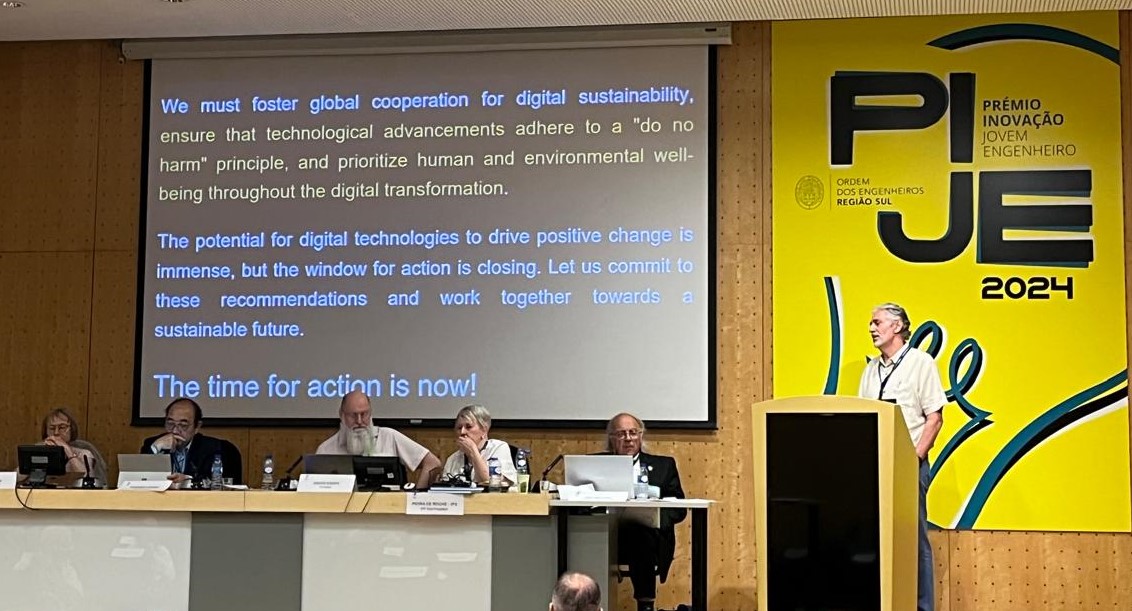 We must foster global cooperation for digital sustainability,
ensure that technological advancements adhere to a "do no
harm" principle, and prioritize human and environmental well-
being throughout the digital transformation.
The potential for digital technologies to drive positive change is
immense, but the window for action is closing. Let us commit to
these recommendations and work together towards a
sustainable future.
The time for action is now!
PI
PRÉMIO
INOVAÇÃO
JOVEM
ENGENHEIRO
ORDEM
DOS ENGENHEIROS
REGIÃO SUL
JE
2024
MOIRA DE ROCHE - IP3